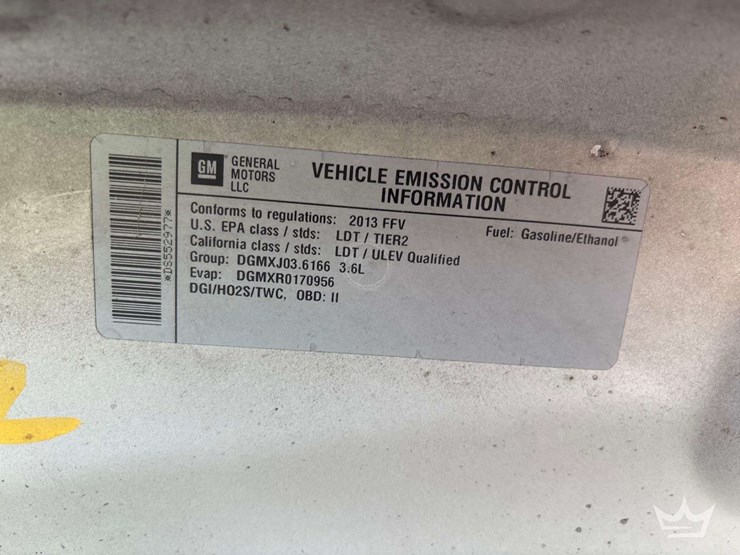 *DS552977*
GM
GENERAL
MOTORS
LLC
VEHICLE EMISSION CONTROL
INFORMATION
Conforms to regulations: 2013 FFV
Fuel: Gasoline/Ethanol
U.S. EPA class / stds: LDT / TIER2
California class / stds: LDT / ULEV Qualified
Group: DGMXJ03.6166 3.6L
Evap: DGMXR0170956
DGI/HO2S/TWC, OBD: II